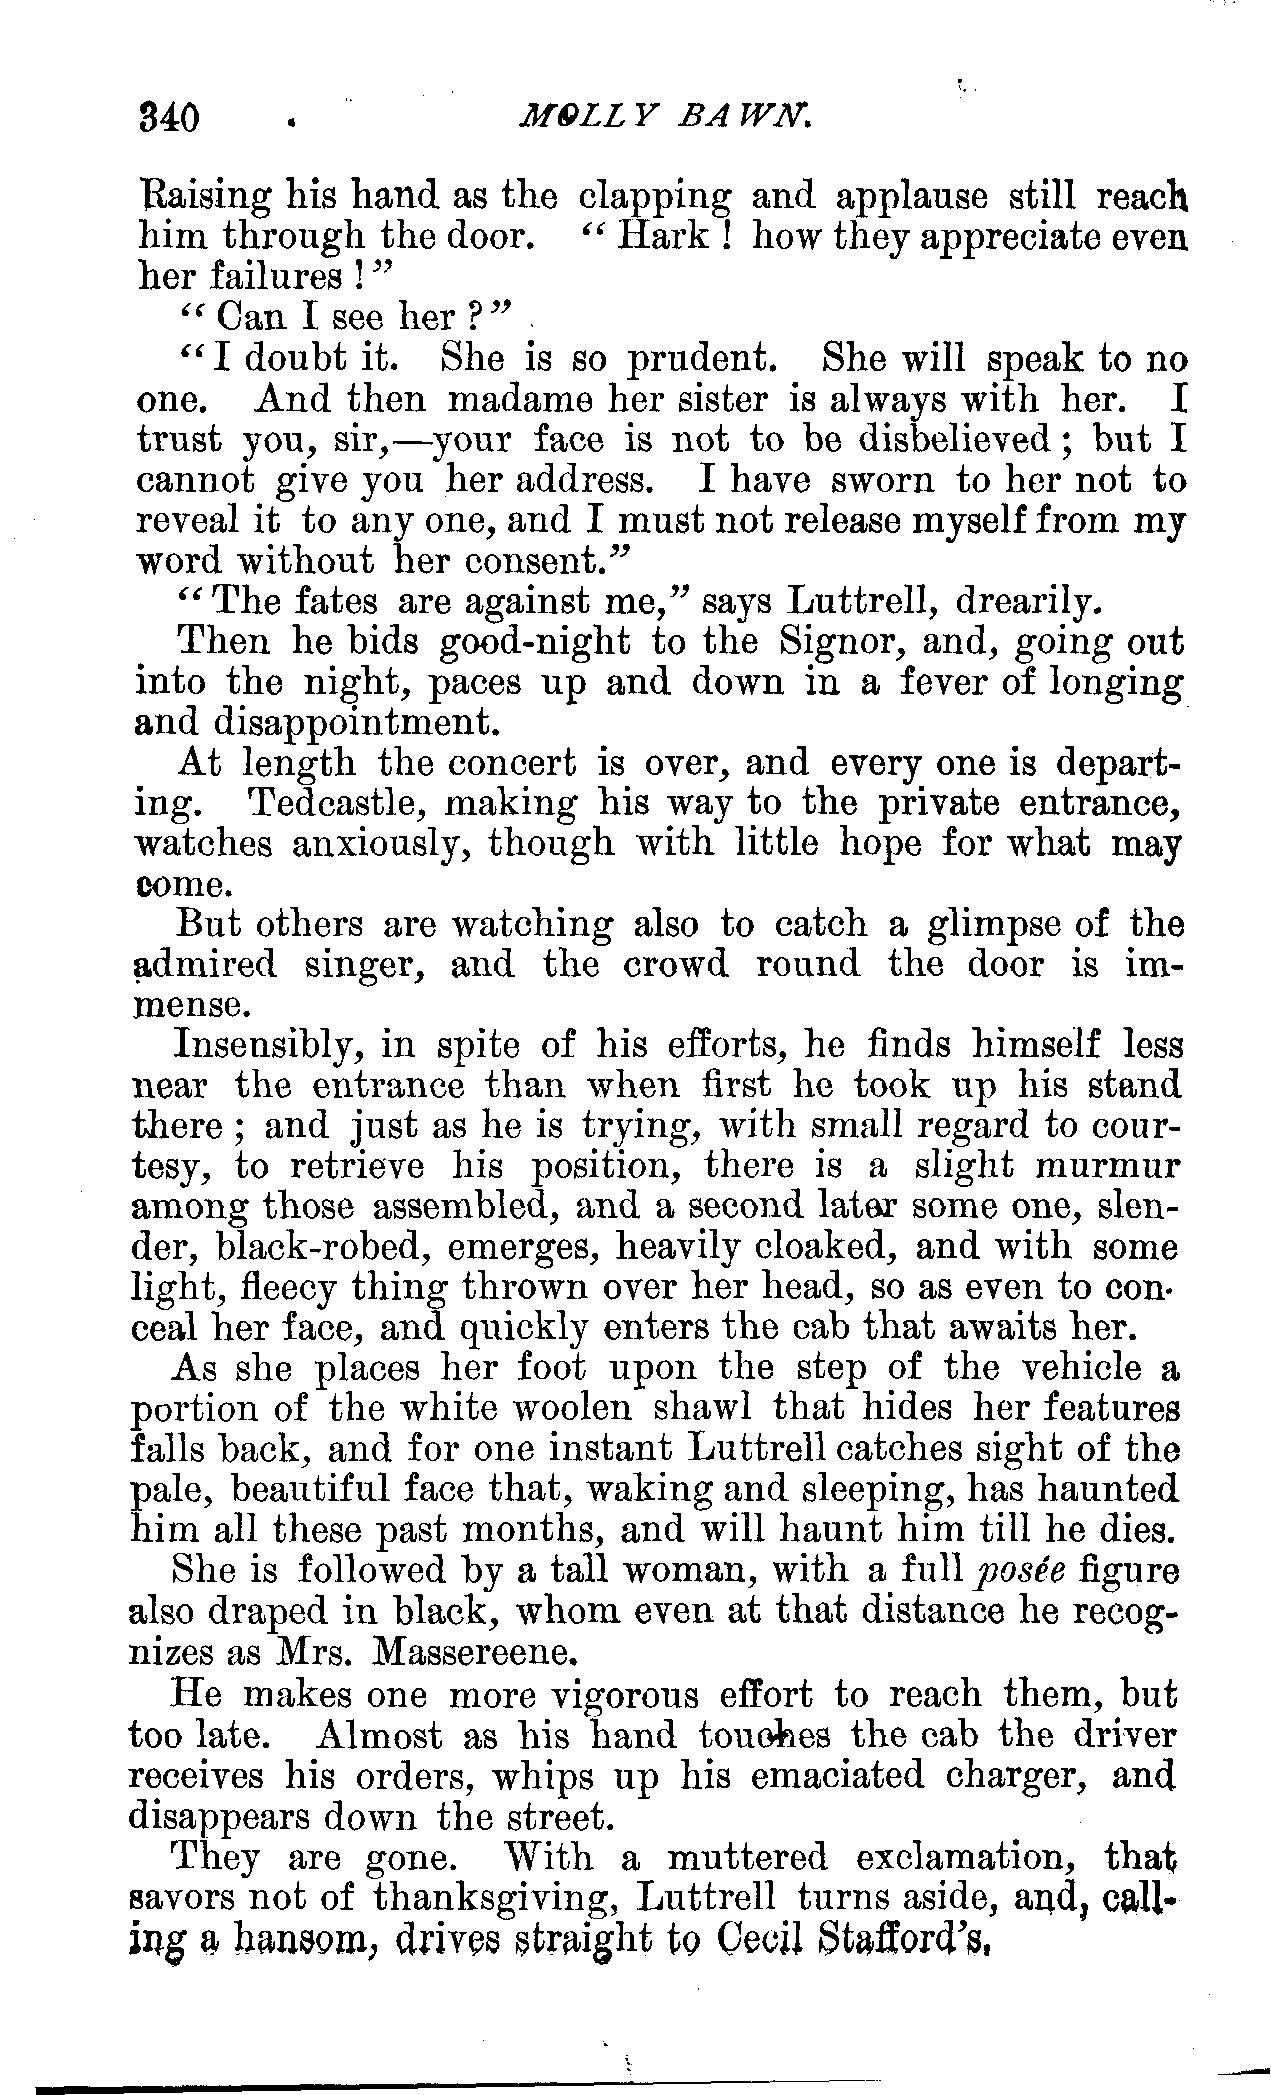 340 MOLLY BAWN.
Raising his hand as the clapping and applause still reach
him through the door. “ Hark ! how they appreciate even
her failures !”
“ Can I see her ?”
“ I doubt it. She is so prudent. She will speak to no
one. And then madame her sister is always with her. I
trust you, sir,—your face is not to be disbelieved ; but I
cannot give you her address. I have sworn to her not to
reveal it to any one, and I must not release myself from my
word without her consent.”
“ The fates are against me,” says Luttrell, drearily.
Then he bids good-night to the Signor, and, going out
into the night, paces up and down in a fever of longing
and disappointment.
At length the concert is over, and every one is depart-
ing. Tedcastle, making his way to the private entrance,
watches anxiously, though with little hope for what may
come.
But others are watching also to catch a glimpse of the
admired singer, and the crowd round the door is im-
mense.
Insensibly, in spite of his efforts, he finds himself less
near the entrance than when first he took up his stand
there ; and just as he is trying, with small regard to cour-
tesy, to retrieve his position, there is a slight murmur
among those assembled, and a second later some one, slen-
der, black-robed, emerges, heavily cloaked, and with some
light, fleecy thing thrown over her head, so as even to con-
ceal her face, and quickly enters the cab that awaits her.
As she places her foot upon the step of the vehicle a
portion of the white woolen shawl that hides her features
falls back, and for one instant Luttrell catches sight of the
pale, beautiful face that, waking and sleeping, has haunted
him all these past months, and will haunt him till he dies.
She is followed by a tall woman, with a full posée figure
also draped in black, whom even at that distance he recog-
nizes as Mrs. Massereene.
He makes one more vigorous effort to reach them, but
too late. Almost as his hand touches the cab the driver
receives his orders, whips up his emaciated charger, and
disappears down the street.
They are gone. With a muttered exclamation, that
savors not of thanksgiving, Luttrell turns aside, and, call-
ing a hansom, drives straight to Cecil Stafford’s.